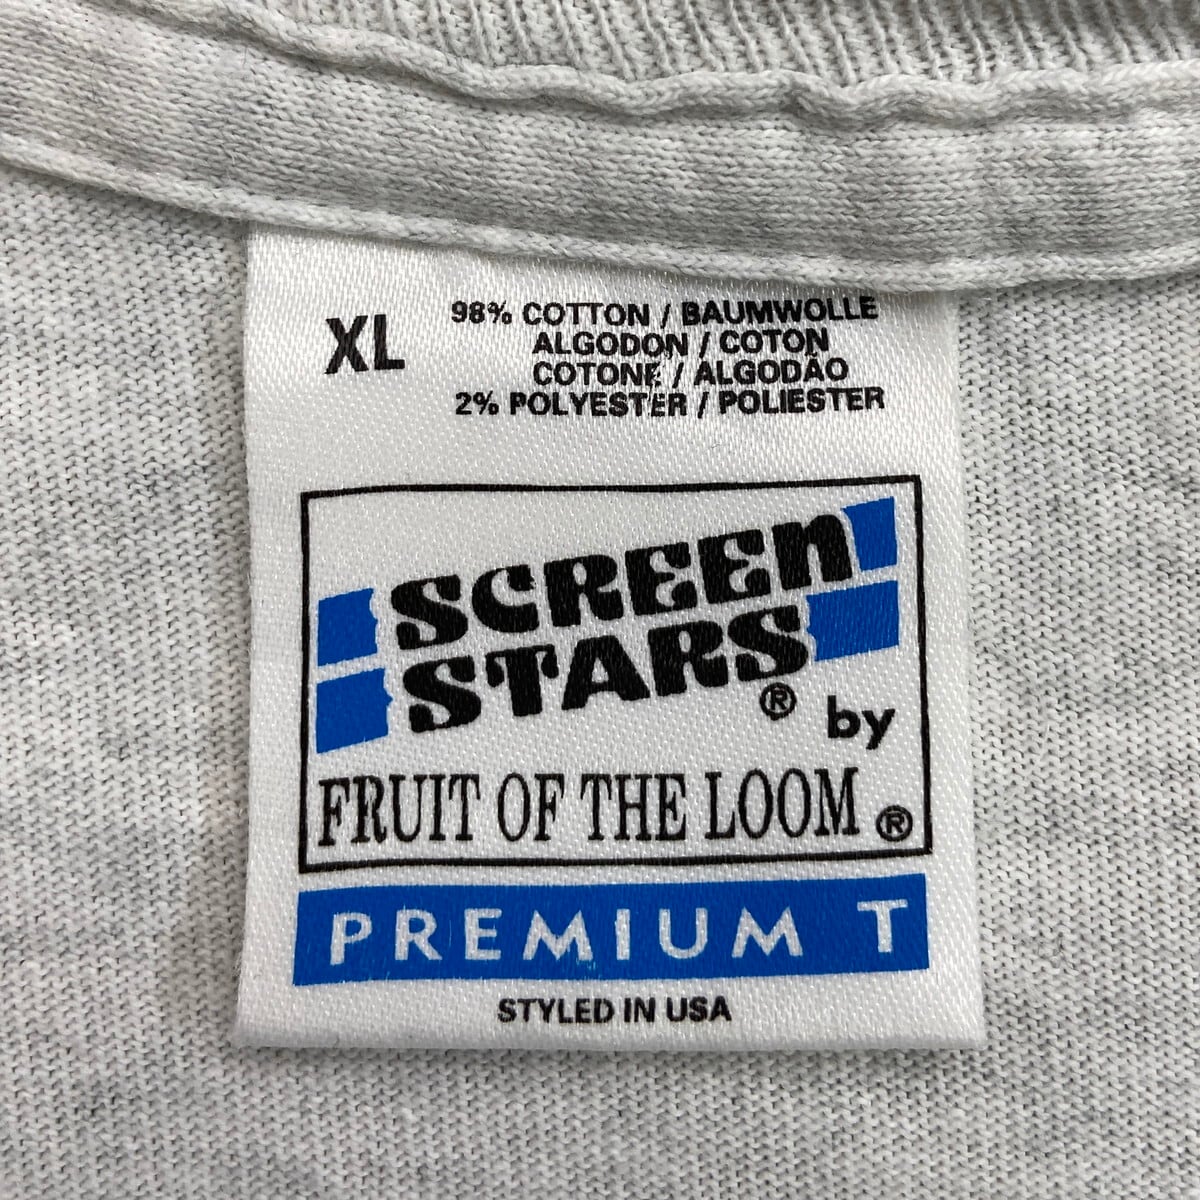 XL
98% COTTON / BAUMWOLLE
ALGODON / COTON
COTONE / ALGODÃO
2% POLYESTER / POLIESTER
SCREEN
STARS® by
FRUIT OF THE LOOM®
PREMIUM T
STYLED IN USA